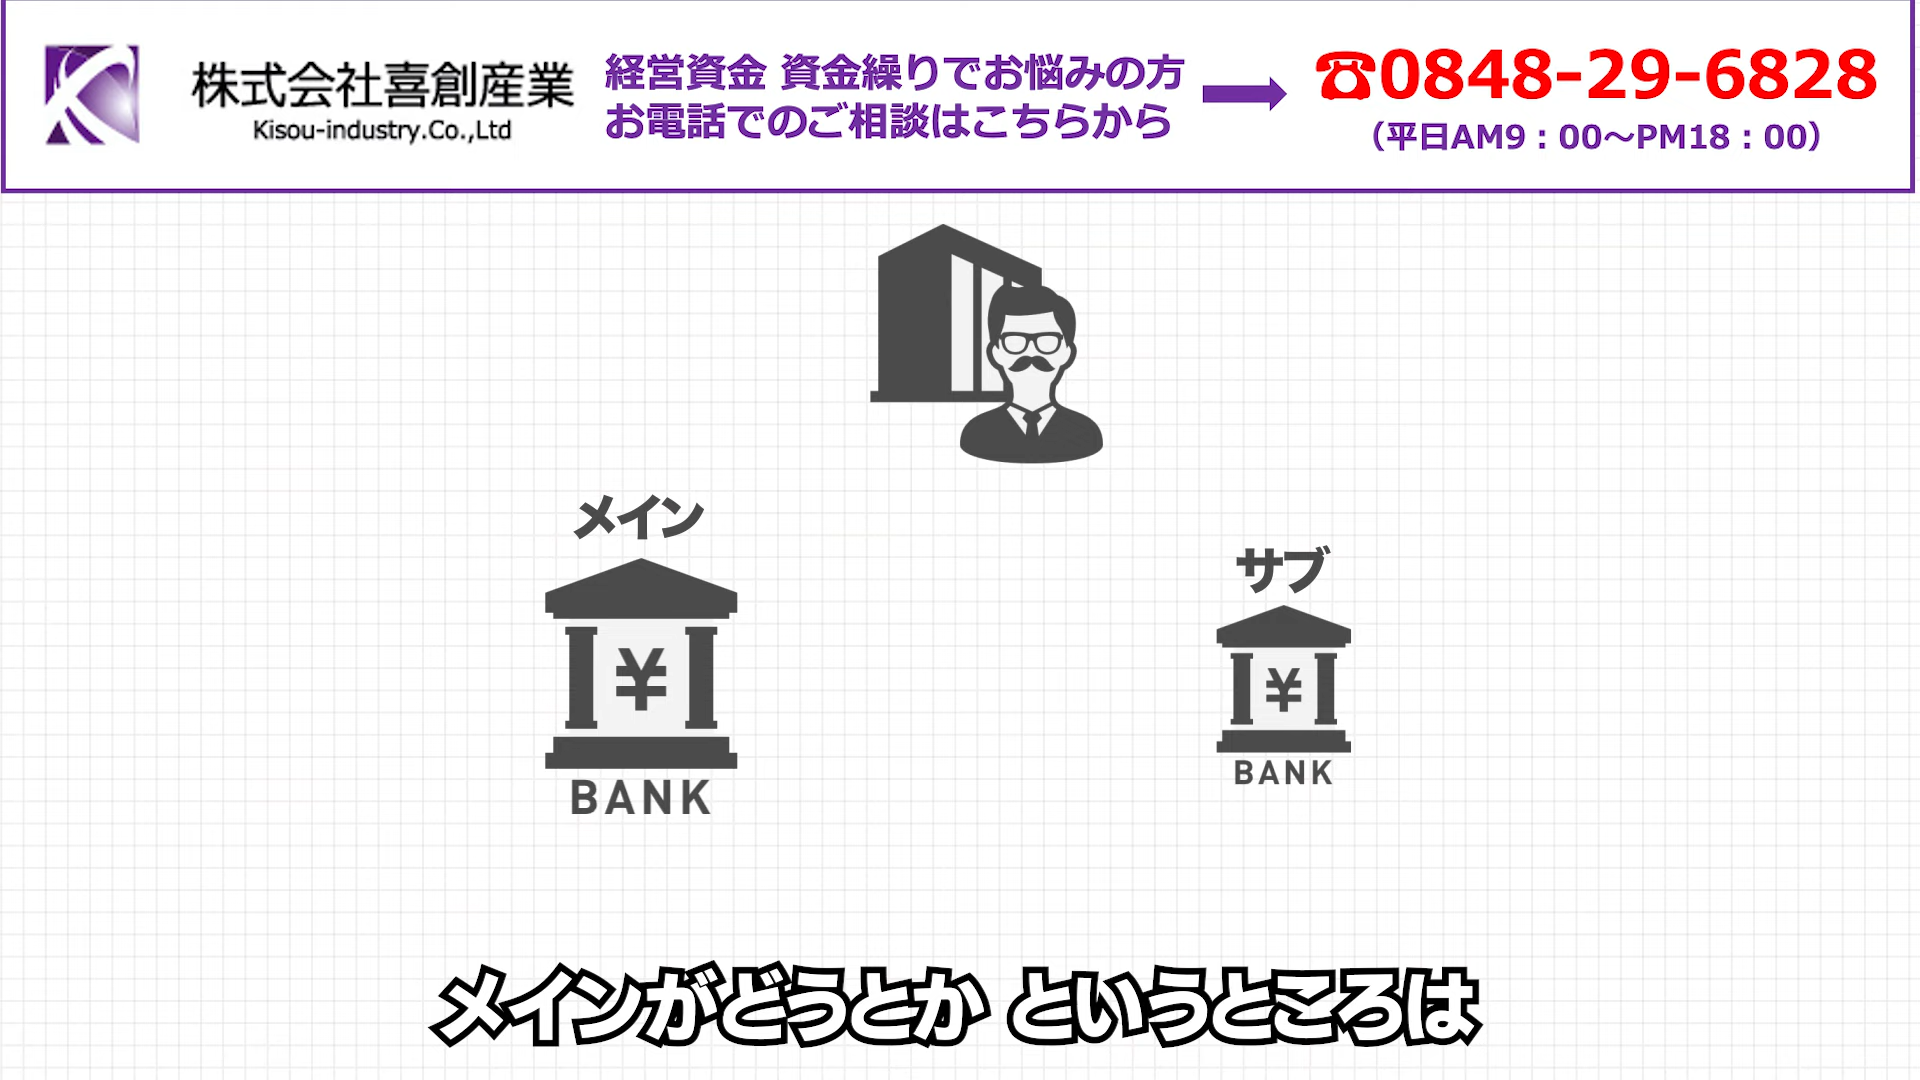 株式会社喜創産業
Kisou-industry.Co.,Ltd
経営資金 資金繰りでお悩みの方
お電話でのご相談はこちらから
☎0848-29-6828
（平日AM9：00～PM18：00）
メイン
¥
BANK
サブ
¥
BANK
メインがどうとか というところは